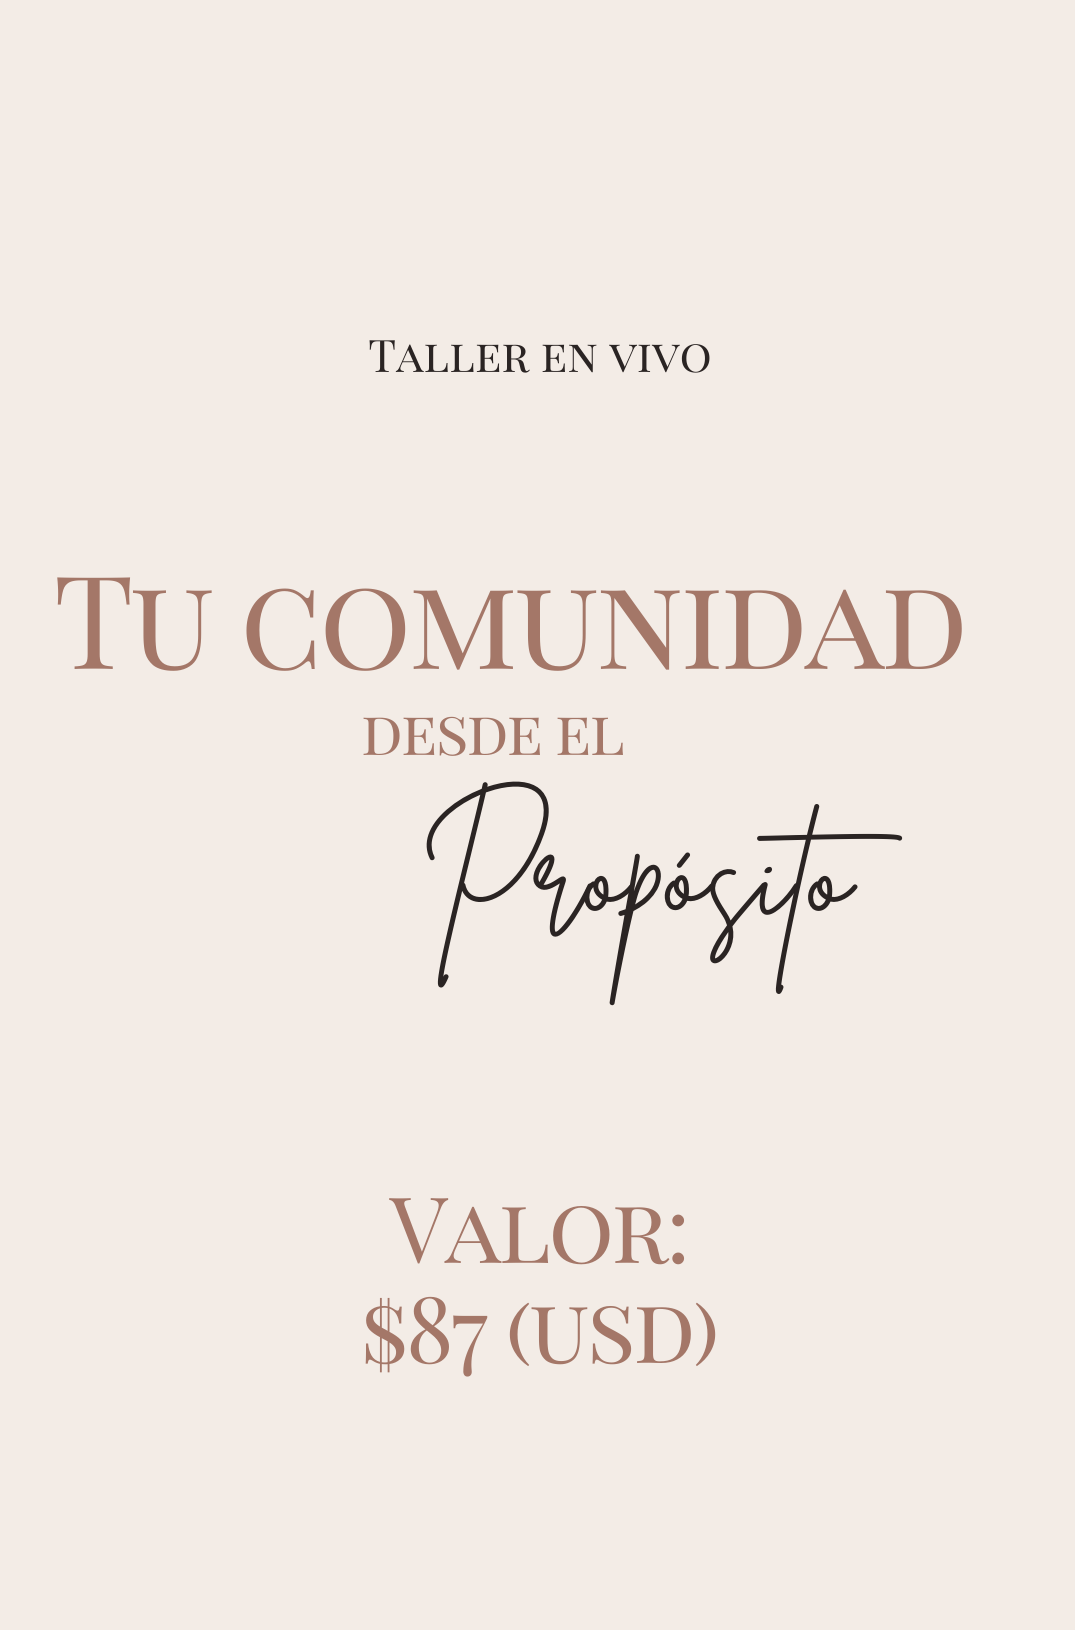 Taller en vivo
Tu comunidad
desde el
Propósito
Valor:
$87 (USD)